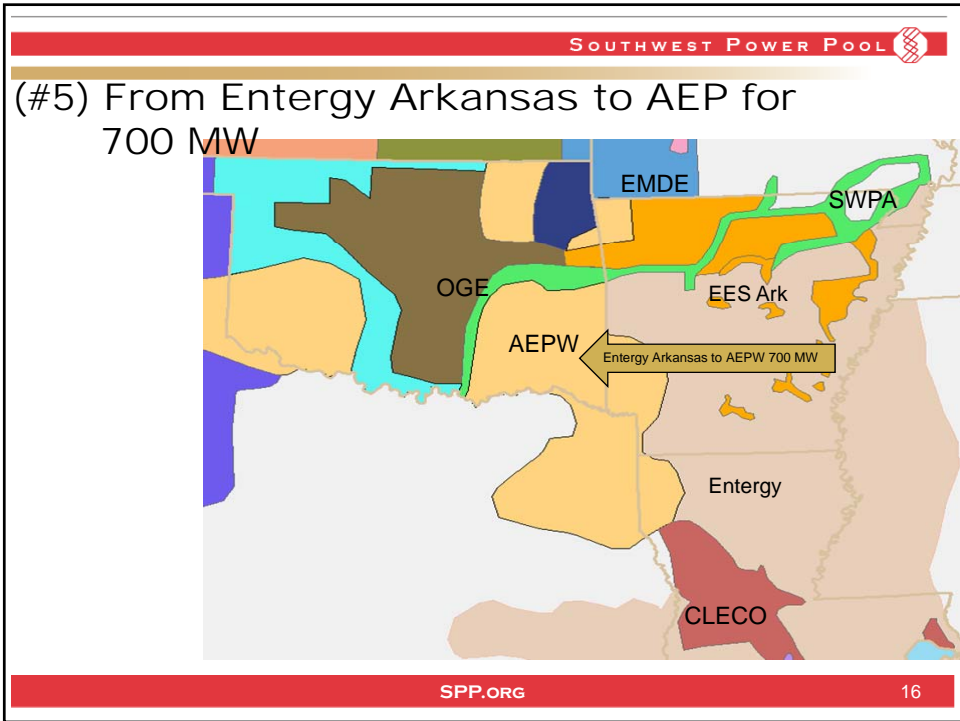 SOUTHWEST POWER POOL
(#5) From Entergy Arkansas to AEP for
700 MW
EMDE
SWPA
OGE
EES Ark
AEPW
Entergy Arkansas to AEPW 700 MW
Entergy
CLECO
SPP.ORG
16